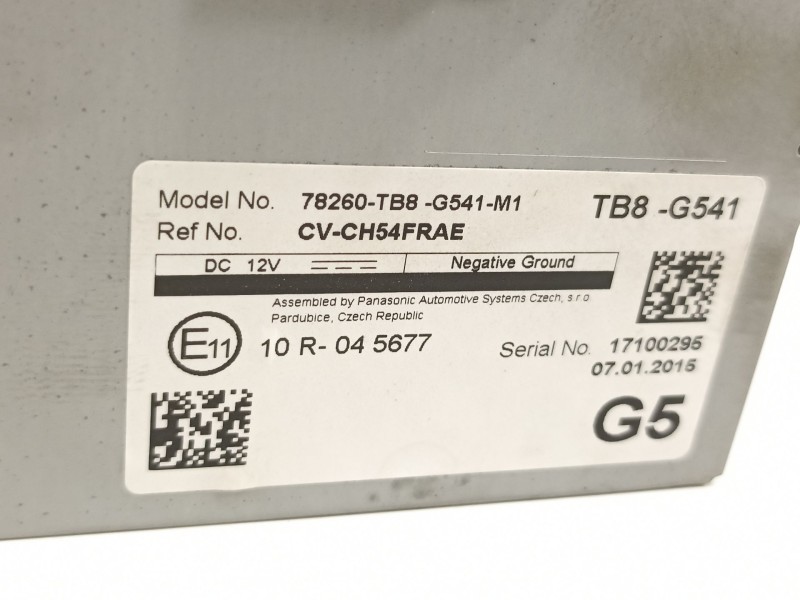 Model No. 78260-TB8 -G541-M1 TB8 -G541
Ref No. CV-CH54FRAE
DC 12V Negative Ground
Assembled by Panasonic Automotive Systems Czech, s.r.o
Pardubice, Czech Republic
E11 10 R- 04 5677 Serial No. 17100295
07.01.2015
G5